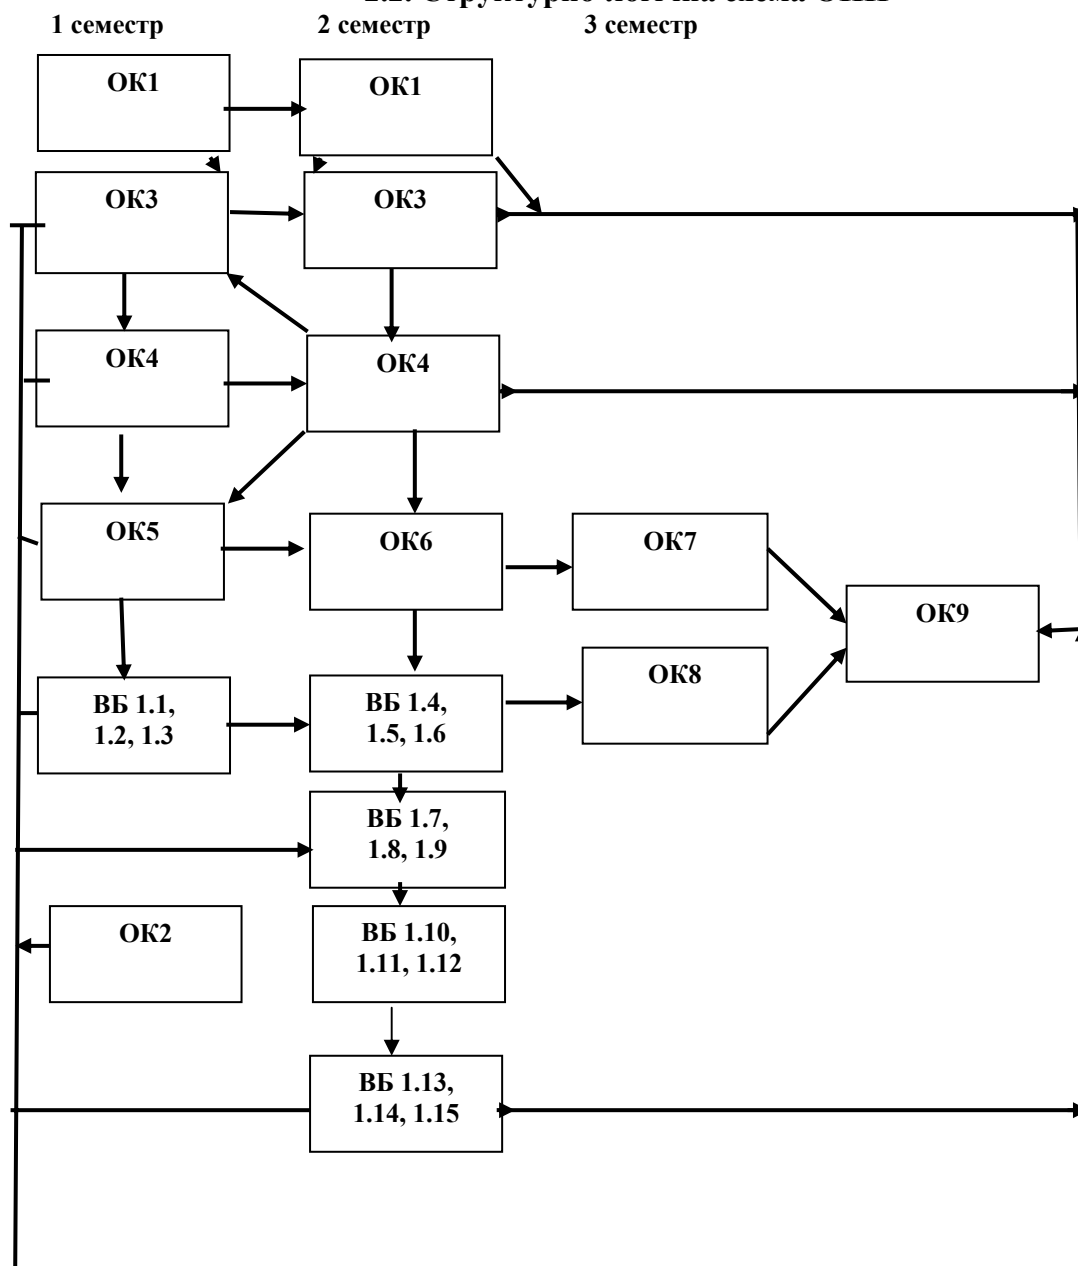 1 семестр 2 семестр 3 семестр
ОК1
ОК1
ОК3
ОК3
ОК4
ОК4
ОК5
ОК6
ОК7
ОК9
ОК8
ВБ 1.1,
1.2, 1.3
ВБ 1.4,
1.5, 1.6
ВБ 1.7,
1.8, 1.9
ОК2
ВБ 1.10,
1.11, 1.12
ВБ 1.13,
1.14, 1.15